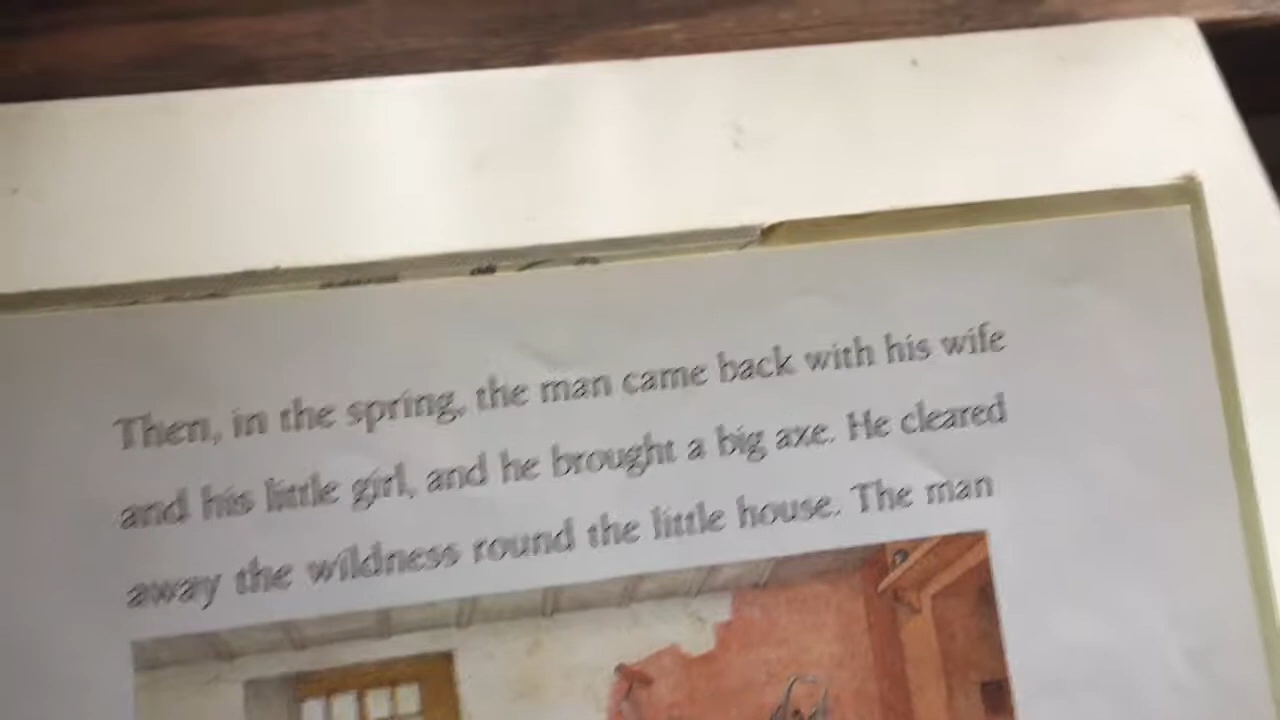 Then, in the spring, the man came back with his wife
and his little girl, and he brought a big axe. He cleared
away the wildness round the little house. The man